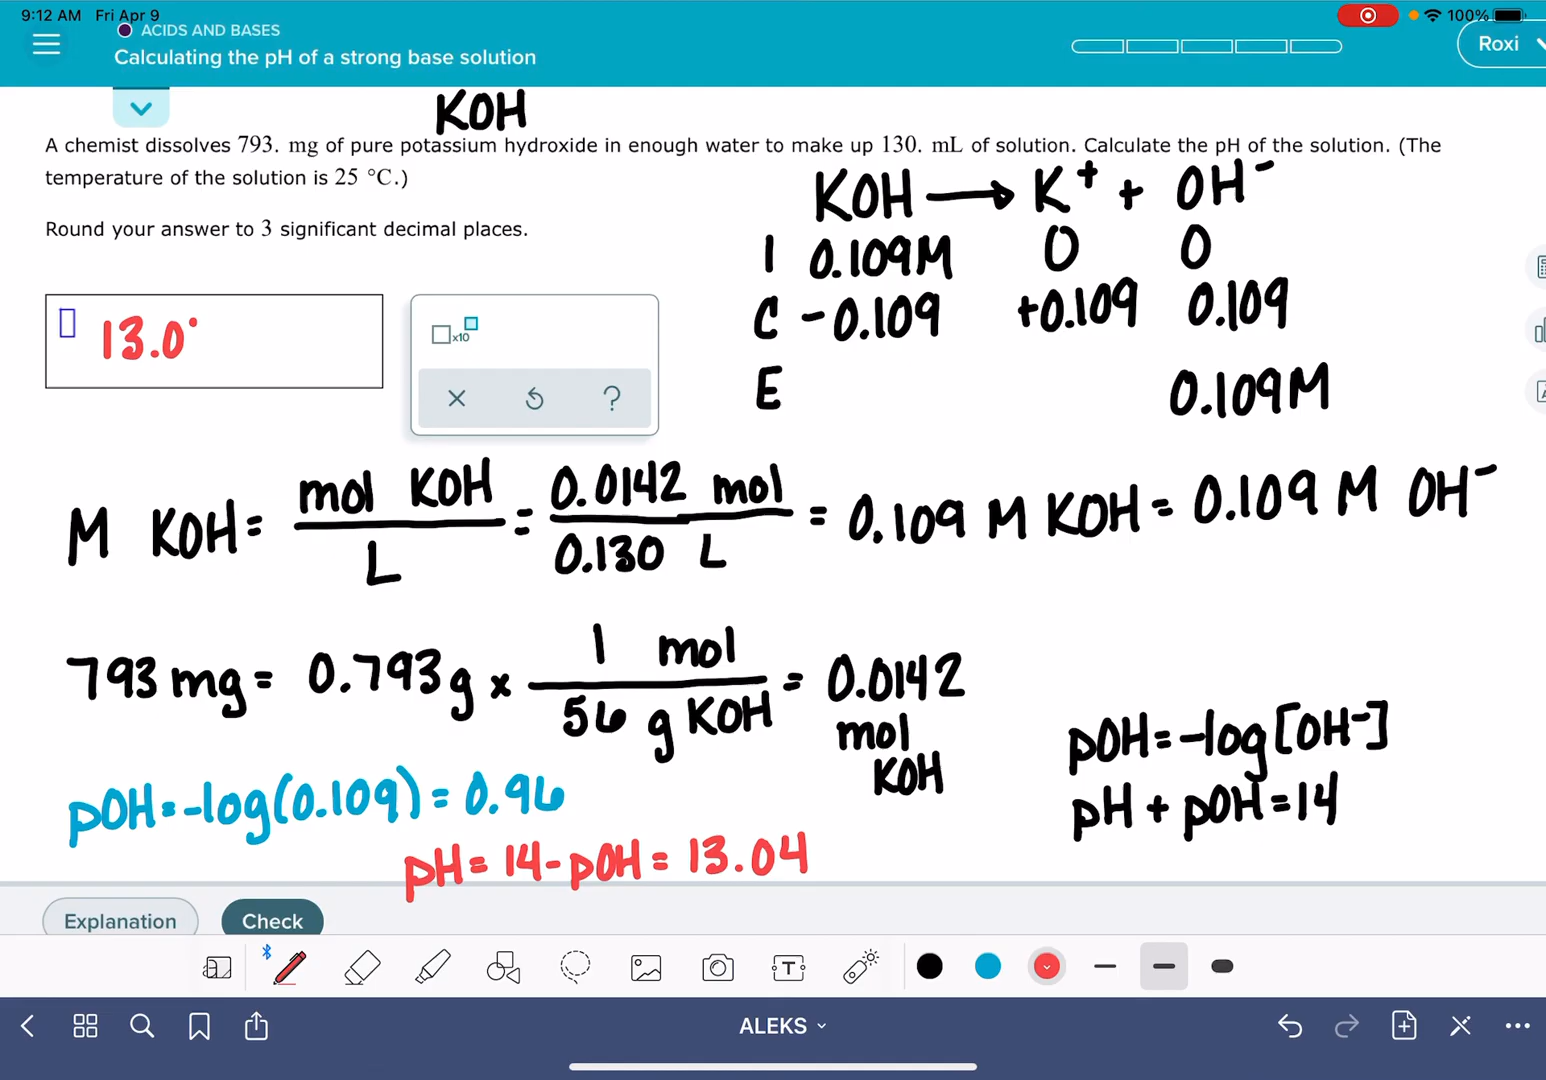 9:12 AM Fri Apr 9
100%
ACIDS AND BASES
Calculating the pH of a strong base solution
Roxi
KOH
A chemist dissolves 793. mg of pure potassium hydroxide in enough water to make up 130. mL of solution. Calculate the pH of the solution. (The
temperature of the solution is 25 °C.)
Round your answer to 3 significant decimal places.
KOH → K⁺ + OH⁻
I 0.109M 0 0
C -0.109 +0.109 0.109
E 0.109M
13.0
x10
?
M KOH = mol KOH / L = 0.0142 mol / 0.130 L = 0.109 M KOH = 0.109 M OH⁻
793 mg = 0.793 g x 1 mol / 56 g KOH = 0.0142
mol
KOH
pOH = -log[OH⁻]
pH + pOH = 14
pOH = -log(0.109) = 0.96
pH = 14 - pOH = 13.04
Explanation
Check
T
ALEKS